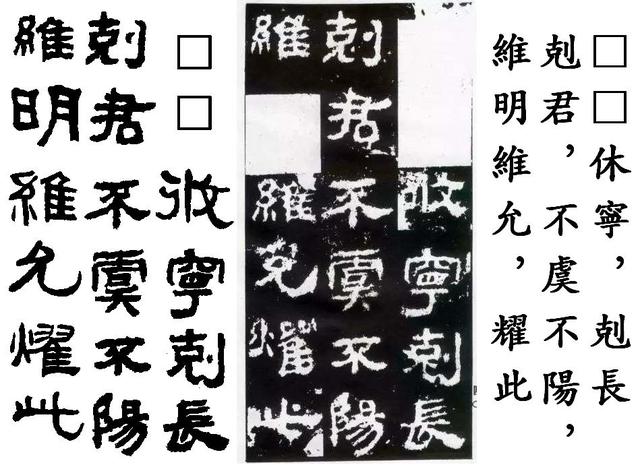 □□休寧,剋長
剋君,不虞不陽,
維明維允,耀此
攸寧剋長
剋君不虞不陽
維維允燿此
□□攸寧剋長
剋君不虞不陽
維明維允燿此